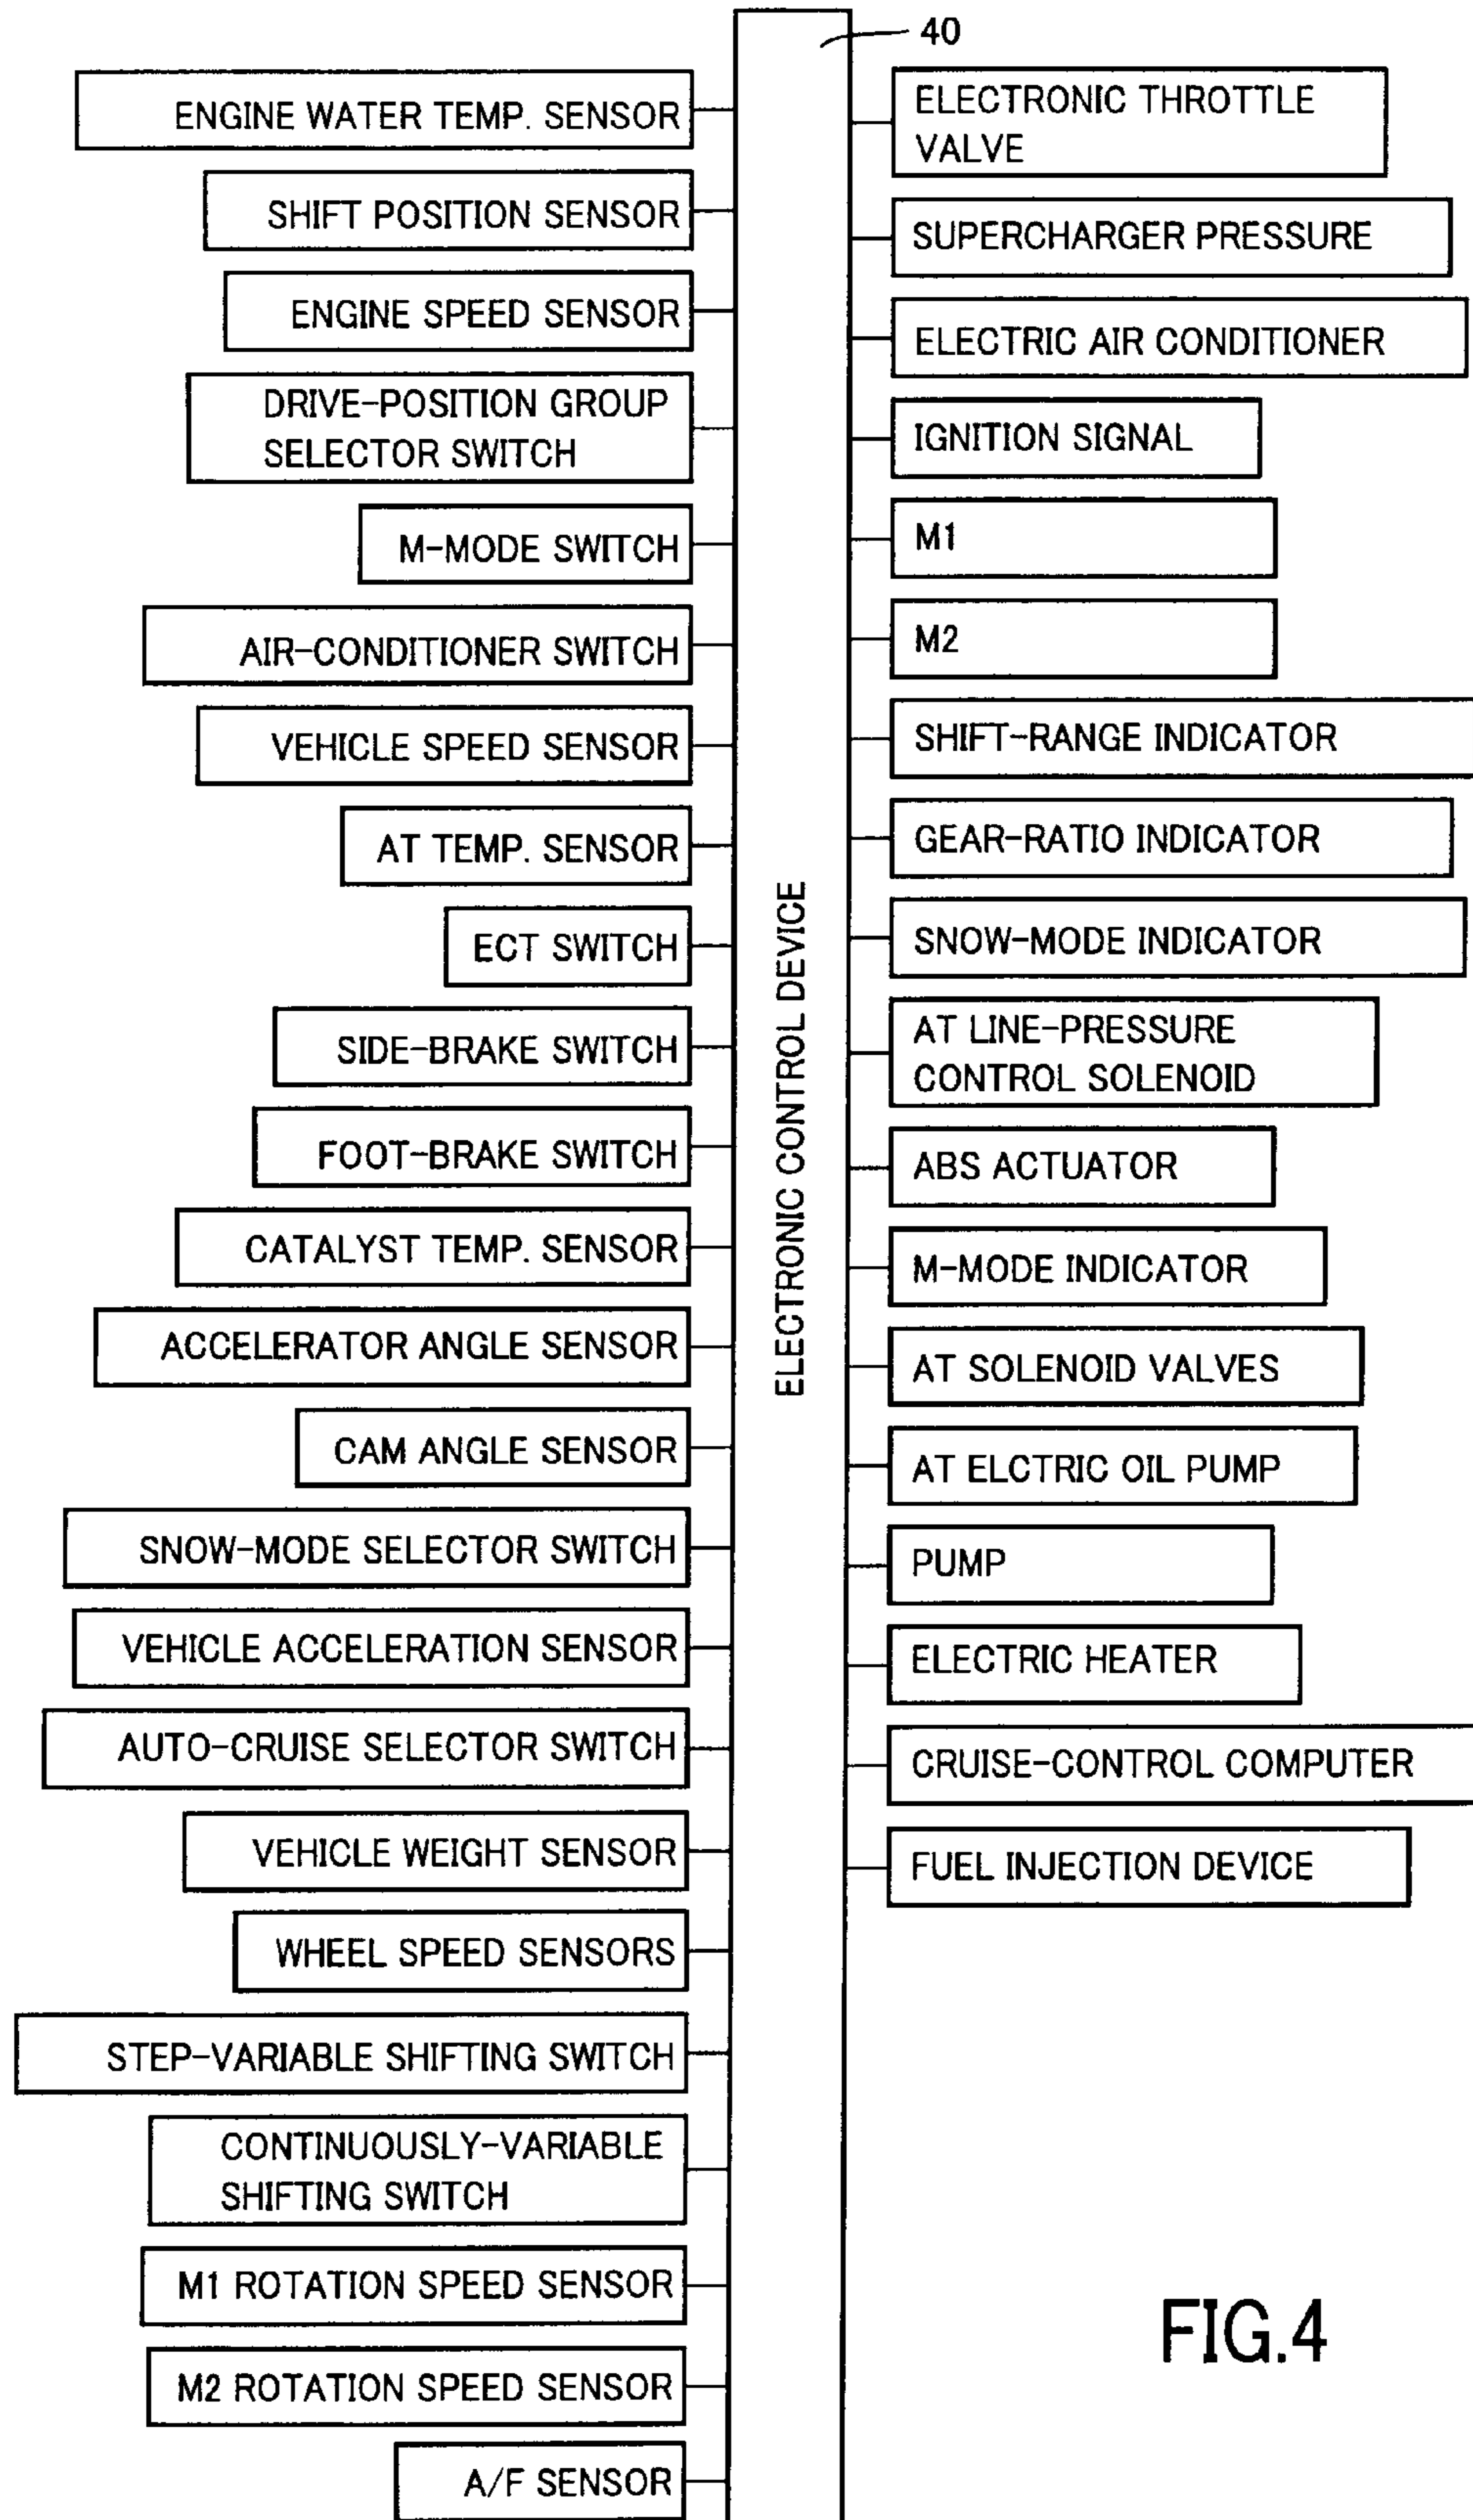 40
ENGINE WATER TEMP. SENSOR
SHIFT POSITION SENSOR
ENGINE SPEED SENSOR
DRIVE-POSITION GROUP
SELECTOR SWITCH
M-MODE SWITCH
AIR-CONDITIONER SWITCH
VEHICLE SPEED SENSOR
AT TEMP. SENSOR
ECT SWITCH
SIDE-BRAKE SWITCH
FOOT-BRAKE SWITCH
CATALYST TEMP. SENSOR
ACCELERATOR ANGLE SENSOR
CAM ANGLE SENSOR
SNOW-MODE SELECTOR SWITCH
VEHICLE ACCELERATION SENSOR
AUTO-CRUISE SELECTOR SWITCH
VEHICLE WEIGHT SENSOR
WHEEL SPEED SENSORS
STEP-VARIABLE SHIFTING SWITCH
CONTINUOUSLY-VARIABLE
SHIFTING SWITCH
M1 ROTATION SPEED SENSOR
M2 ROTATION SPEED SENSOR
A/F SENSOR
ELECTRONIC CONTROL DEVICE
ELECTRONIC THROTTLE
VALVE
SUPERCHARGER PRESSURE
ELECTRIC AIR CONDITIONER
IGNITION SIGNAL
M1
M2
SHIFT-RANGE INDICATOR
GEAR-RATIO INDICATOR
SNOW-MODE INDICATOR
AT LINE-PRESSURE
CONTROL SOLENOID
ABS ACTUATOR
M-MODE INDICATOR
AT SOLENOID VALVES
AT ELCTRIC OIL PUMP
PUMP
ELECTRIC HEATER
CRUISE-CONTROL COMPUTER
FUEL INJECTION DEVICE
FIG.4